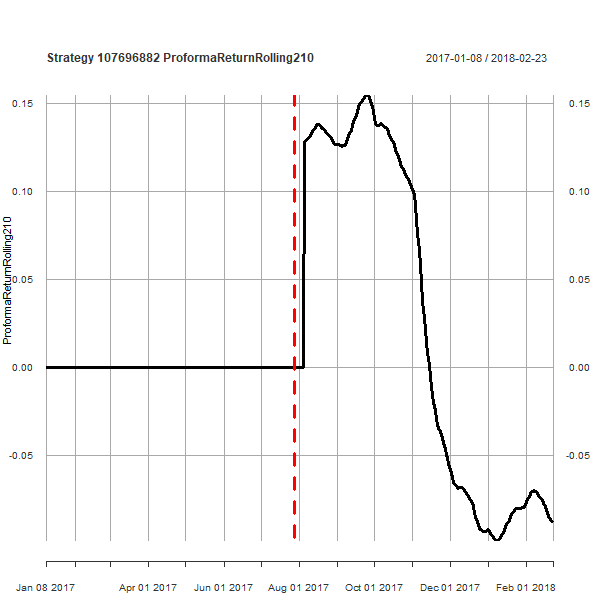 Strategy 107696882 ProformaReturnRolling210
2017-01-08 / 2018-02-23
0.15 0.15
0.10 0.10
0.05 0.05
0.00 0.00
-0.05 -0.05
ProformaReturnRolling210
Jan 08 2017 Apr 01 2017 Jun 01 2017 Aug 01 2017 Oct 01 2017 Dec 01 2017 Feb 01 2018